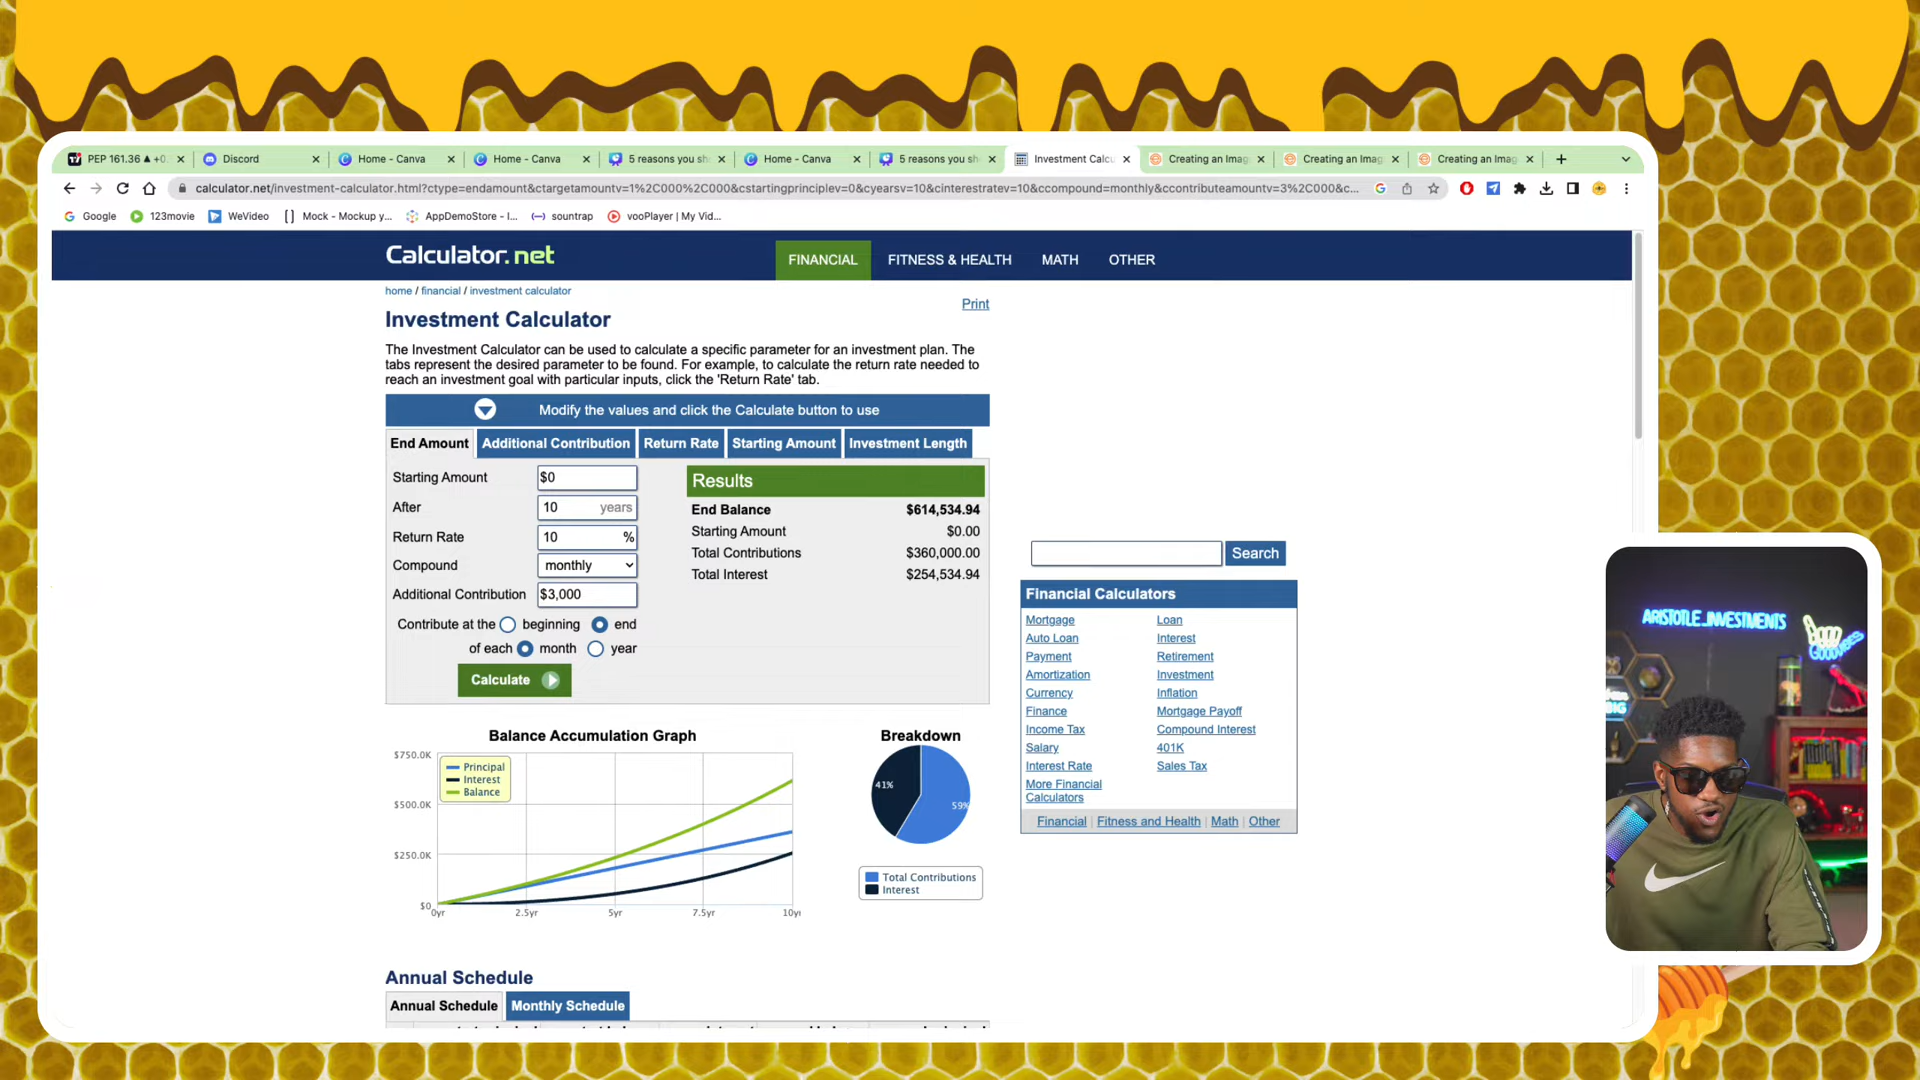 PEP 161.36 ▲ +0.
Discord
Home - Canva
Home - Canva
5 reasons you sh
Home - Canva
5 reasons you sh
Investment Calcu
Creating an Imag
Creating an Imag
Creating an Imag
calculator.net/investment-calculator.html?ctype=endamount&ctargetamountv=1%2C000%2C000&cstartingprinciplev=0&cyearsv=10&cinterestratev=10&ccompound=monthly&ccontributeamountv=3%2C000&c...
Google
123movie
WeVideo
Mock - Mockup y...
AppDemoStore - I...
sountrap
vooPlayer | My Vid...
Calculator.net
FINANCIAL
FITNESS & HEALTH
MATH
OTHER
home / financial / investment calculator
Print
Investment Calculator
The Investment Calculator can be used to calculate a specific parameter for an investment plan. The
tabs represent the desired parameter to be found. For example, to calculate the return rate needed to
reach an investment goal with particular inputs, click the 'Return Rate' tab.
Modify the values and click the Calculate button to use
End Amount
Additional Contribution
Return Rate
Starting Amount
Investment Length
Starting Amount $0
After 10 years
Return Rate 10 %
Compound monthly
Additional Contribution $3,000
Contribute at the beginning end
of each month year
Calculate
Results
End Balance $614,534.94
Starting Amount $0.00
Total Contributions $360,000.00
Total Interest $254,534.94
Search
Financial Calculators
Mortgage Loan
Auto Loan Interest
Payment Retirement
Amortization Investment
Currency Inflation
Finance Mortgage Payoff
Income Tax Compound Interest
Salary 401K
Interest Rate Sales Tax
More Financial
Calculators
Financial | Fitness and Health | Math | Other
Balance Accumulation Graph
$750.0K
$500.0K
$250.0K
$0
Principal
Interest
Balance
0yr 2.5yr 5yr 7.5yr 10yr
Breakdown
41%
59%
Total Contributions
Interest
Annual Schedule
Annual Schedule
Monthly Schedule
ARISTOTLE_INVESTMENTS
GOODVIBES
BIG